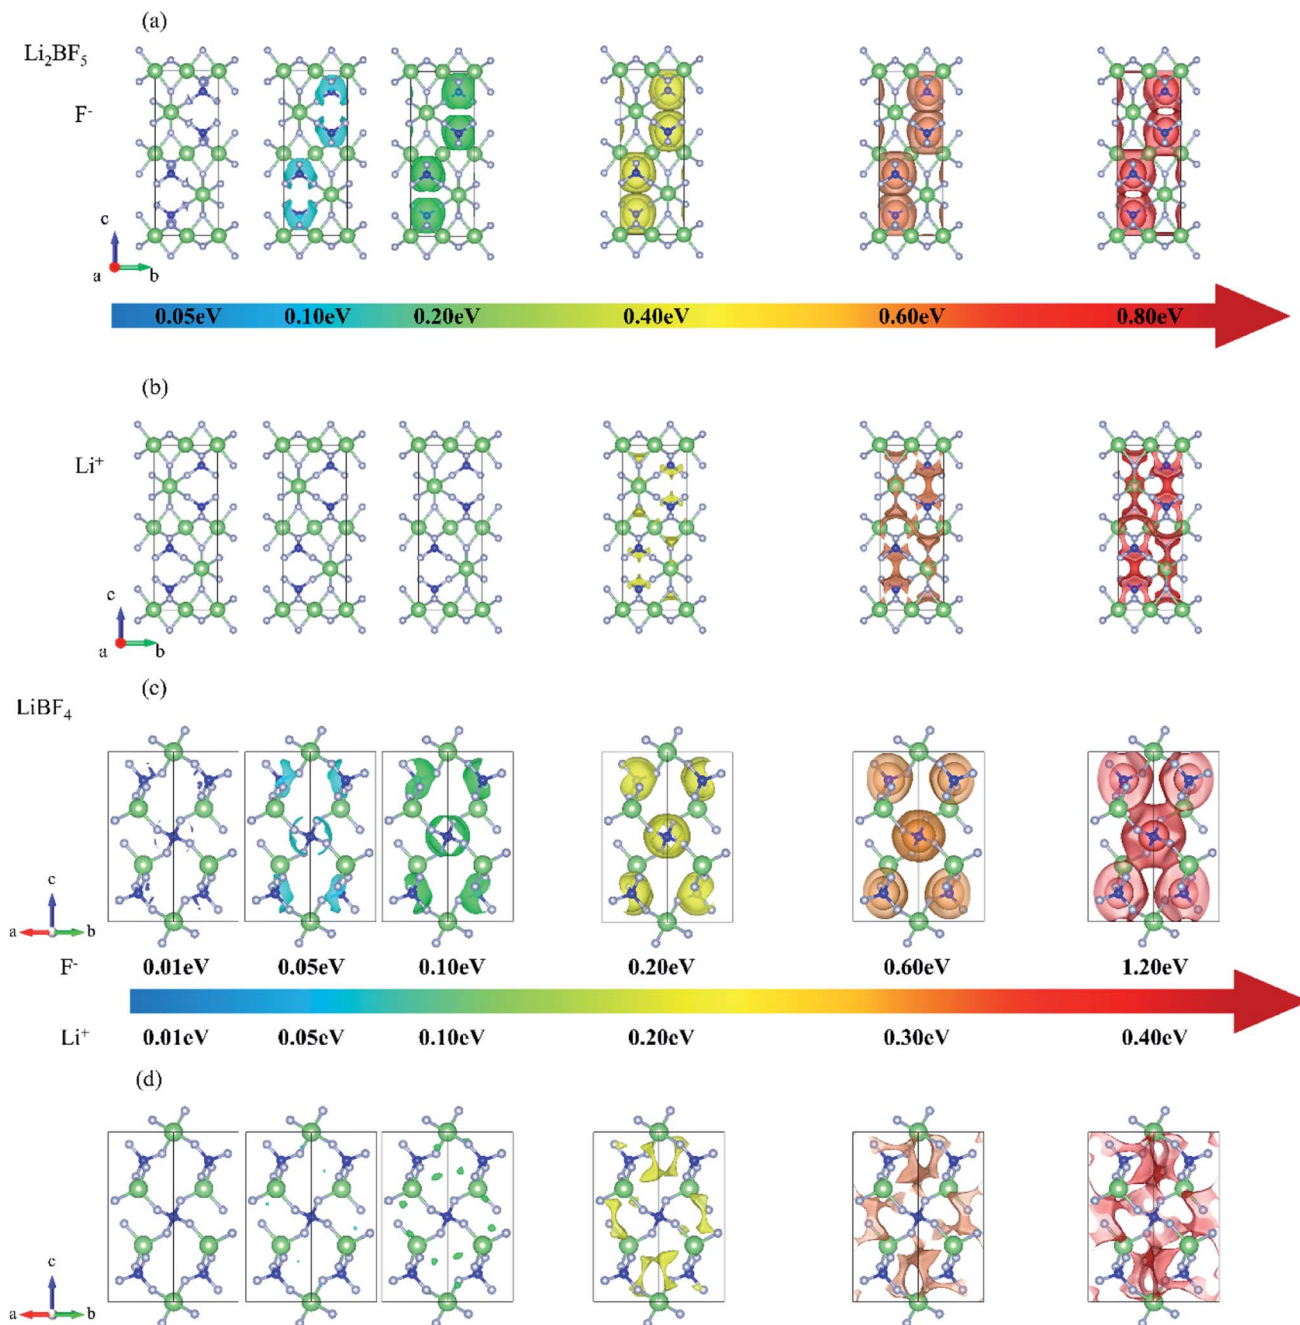 (a)
Li₂BF₅
F⁻
c
a b
0.05eV 0.10eV 0.20eV 0.40eV 0.60eV 0.80eV
(b)
Li⁺
c
a b
(c)
LiBF₄
c
a b
F⁻ 0.01eV 0.05eV 0.10eV 0.20eV 0.60eV 1.20eV
Li⁺ 0.01eV 0.05eV 0.10eV 0.20eV 0.30eV 0.40eV
(d)
c
a b